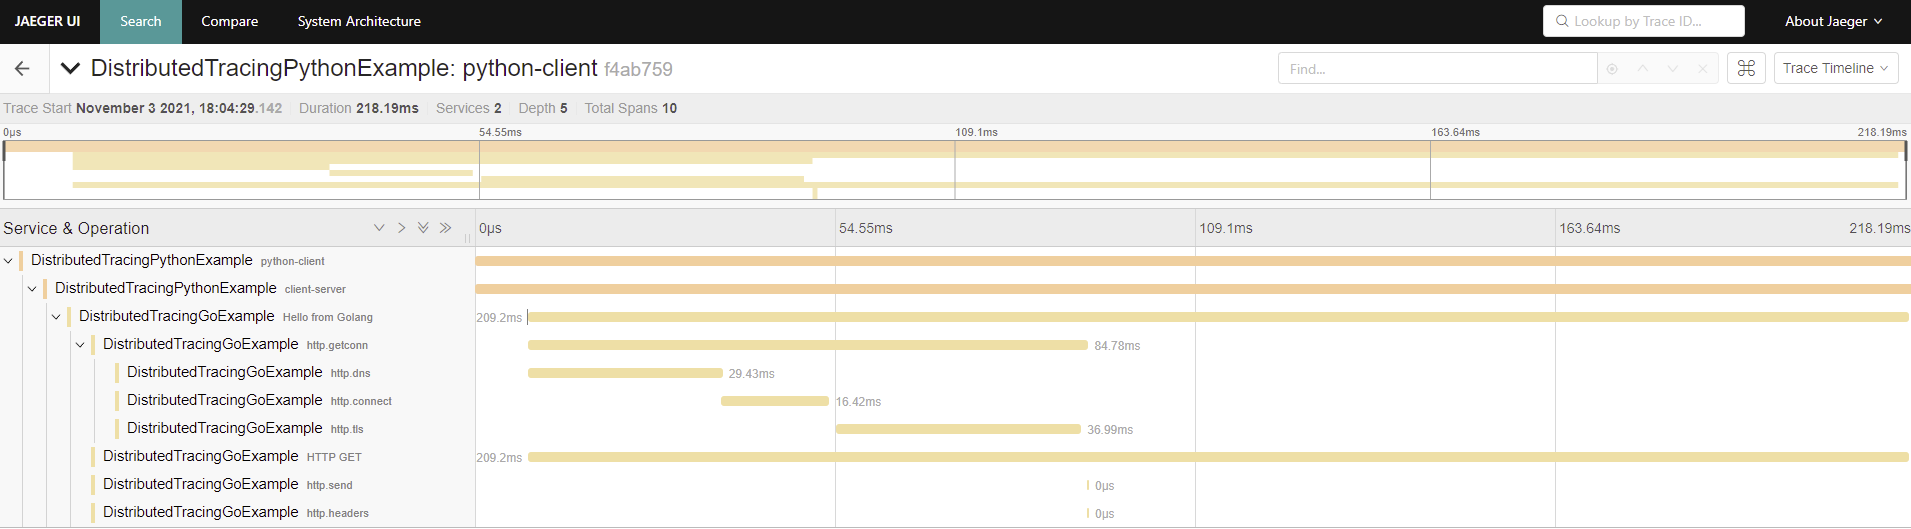 JAEGER UI Search Compare System Architecture Lookup by Trace ID... About Jaeger
DistributedTracingPythonExample: python-client f4ab759 Find... Trace Timeline
Trace Start November 3 2021, 18:04:29.142 Duration 218.19ms Services 2 Depth 5 Total Spans 10
0μs 54.55ms 109.1ms 163.64ms 218.19ms
Service & Operation 0μs 54.55ms 109.1ms 163.64ms 218.19ms
DistributedTracingPythonExample python-client
DistributedTracingPythonExample client-server
DistributedTracingGoExample Hello from Golang 209.2ms
DistributedTracingGoExample http.getconn 84.78ms
DistributedTracingGoExample http.dns 29.43ms
DistributedTracingGoExample http.connect 16.42ms
DistributedTracingGoExample http.tls 36.99ms
DistributedTracingGoExample HTTP GET 209.2ms
DistributedTracingGoExample http.send 0μs
DistributedTracingGoExample http.headers 0μs